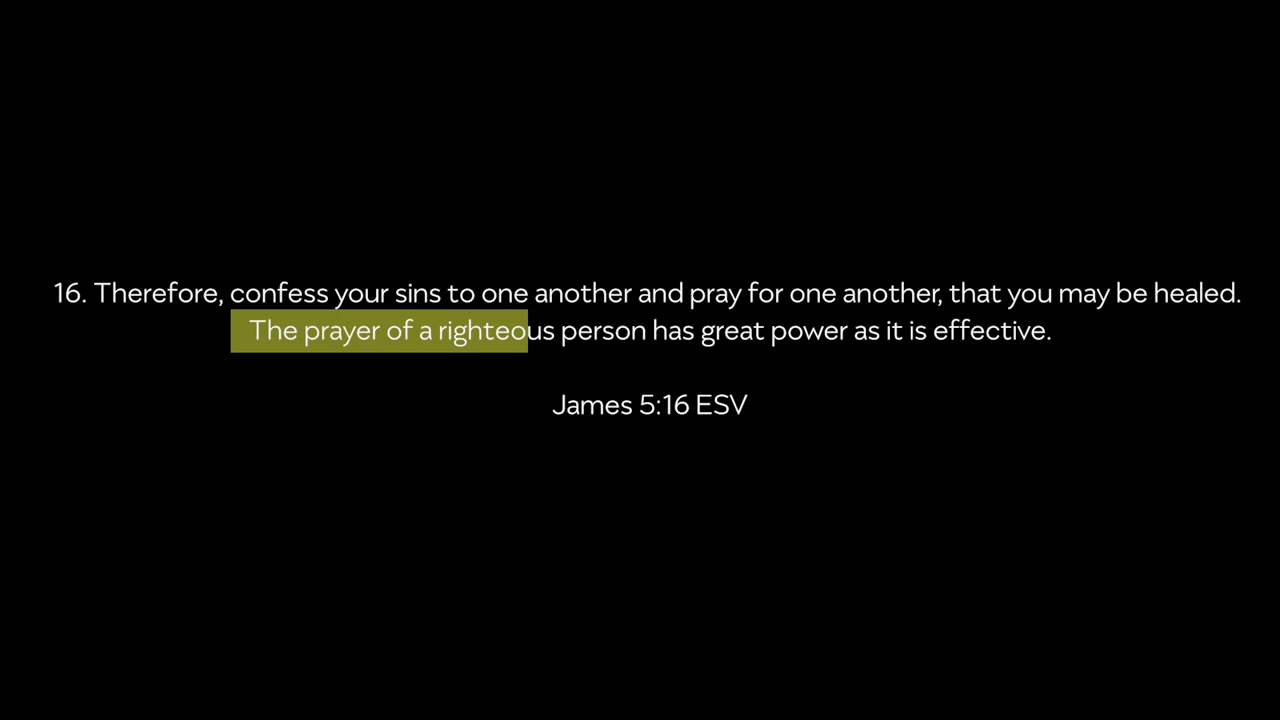 16. Therefore, confess your sins to one another and pray for one another, that you may be healed.
The prayer of a righteous person has great power as it is effective.
James 5:16 ESV